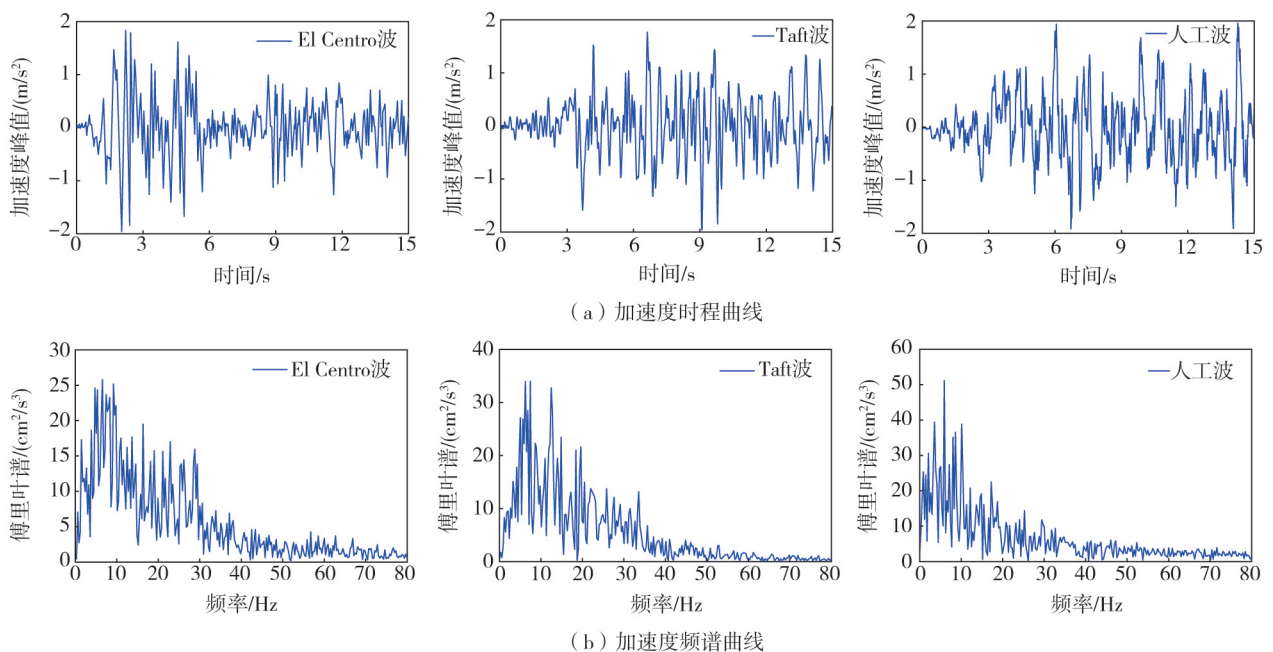 2
1
0
−1
−2
加速度峰值/(m/s²)
El Centro波
0 3 6 9 12 15
时间/s
2
1
0
−1
−2
加速度峰值/(m/s²)
Taft波
0 3 6 9 12 15
时间/s
2
1
0
−1
−2
加速度峰值/(m/s²)
人工波
0 3 6 9 12 15
时间/s
（a）加速度时程曲线
30
25
20
15
10
5
0
傅里叶谱/(cm²/s³)
El Centro波
0 10 20 30 40 50 60 70 80
频率/Hz
40
30
20
10
0
傅里叶谱/(cm²/s³)
Taft波
0 10 20 30 40 50 60 70 80
频率/Hz
60
50
40
30
20
10
0
傅里叶谱/(cm²/s³)
人工波
0 10 20 30 40 50 60 70 80
频率/Hz
（b）加速度频谱曲线